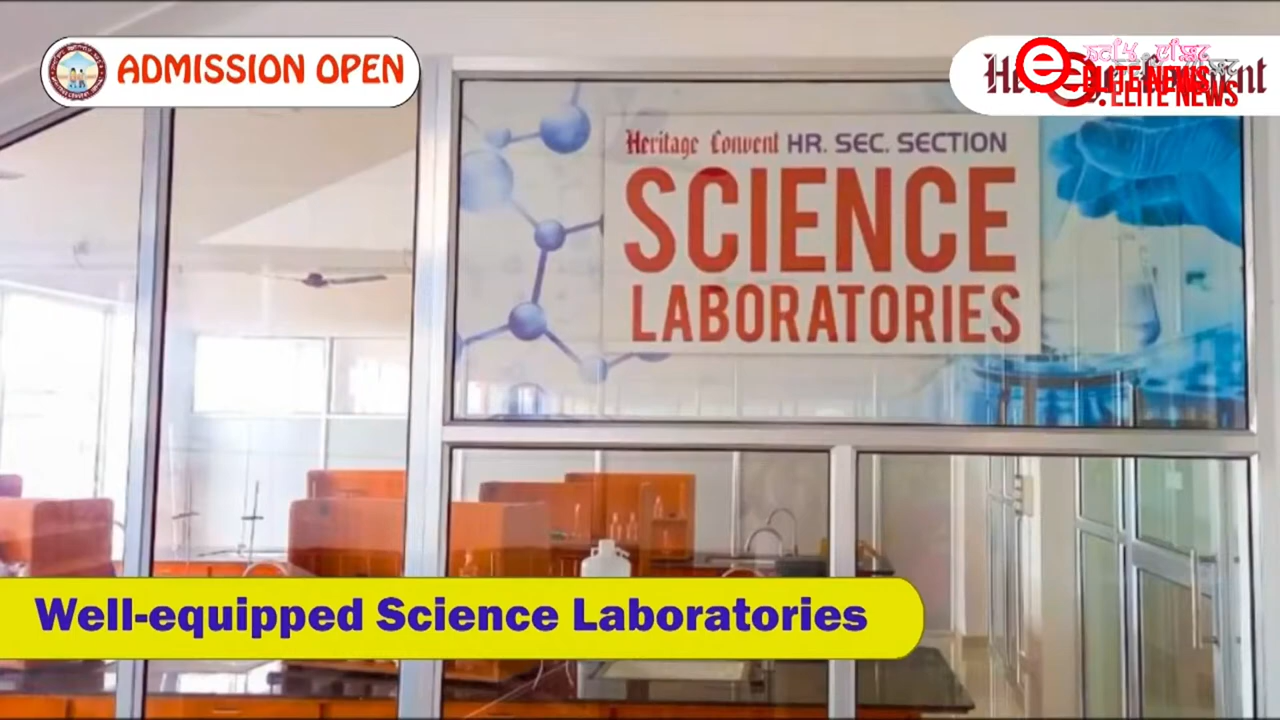 ADMISSION OPEN
ELITE NEWS
Heritage Convent HR. SEC. SECTION
SCIENCE
LABORATORIES
Well-equipped Science Laboratories